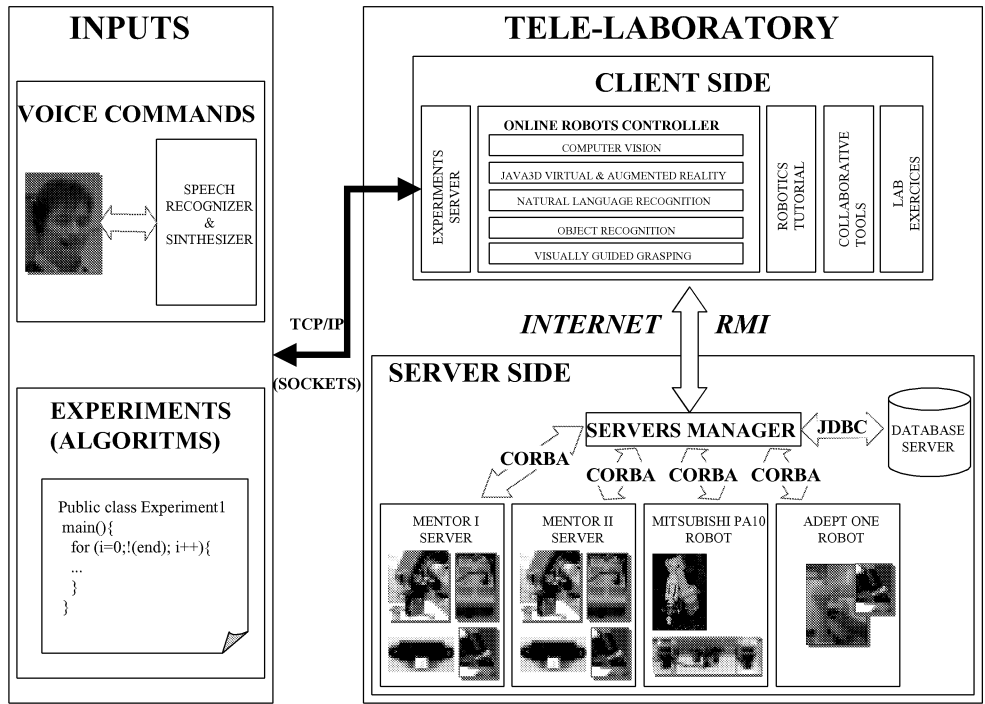 INPUTS
VOICE COMMANDS
SPEECH
RECOGNIZER
&
SINTHESIZER
EXPERIMENTS
(ALGORITMS)
Public class Experiment1
main(){
for (i=0;!(end); i++){
...
}
}
TCP/IP
(SOCKETS)
TELE-LABORATORY
CLIENT SIDE
EXPERIMENTS
SERVER
ONLINE ROBOTS CONTROLLER
COMPUTER VISION
JAVA3D VIRTUAL & AUGMENTED REALITY
NATURAL LANGUAGE RECOGNITION
OBJECT RECOGNITION
VISUALLY GUIDED GRASPING
ROBOTICS
TUTORIAL
COLLABORATIVE
TOOLS
LAB
EXERCICES
INTERNET RMI
SERVER SIDE
SERVERS MANAGER
JDBC
DATABASE
SERVER
CORBA
CORBA
CORBA
CORBA
MENTOR I
SERVER
MENTOR II
SERVER
MITSUBISHI PA10
ROBOT
ADEPT ONE
ROBOT